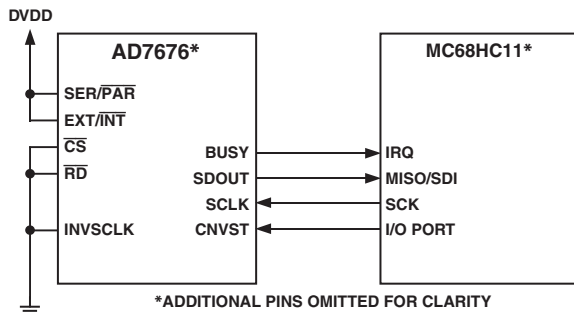 DVDD
AD7676*
MC68HC11*
SER/PAR
EXT/INT
CS
RD
INVSCLK
BUSY
SDOUT
SCLK
CNVST
IRQ
MISO/SDI
SCK
I/O PORT
*ADDITIONAL PINS OMITTED FOR CLARITY